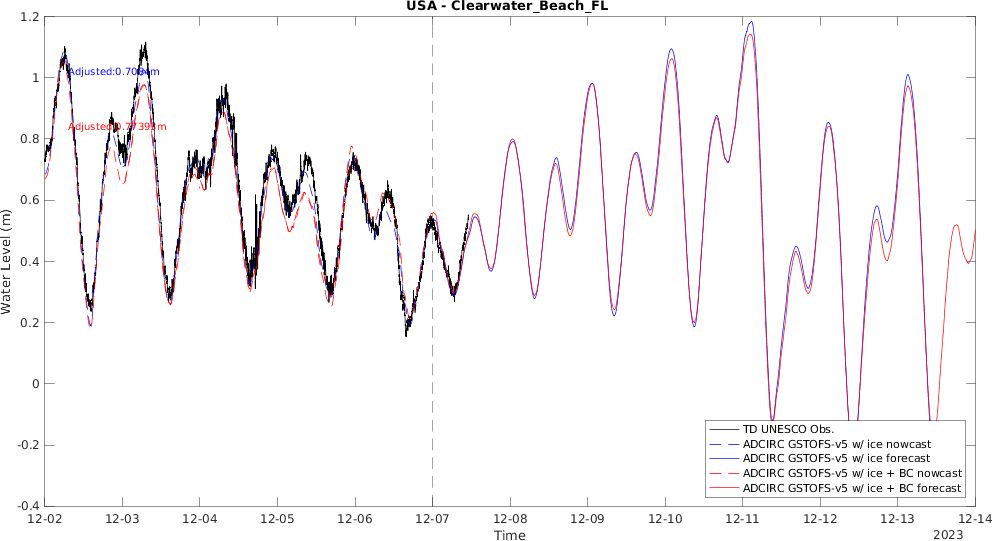 USA - Clearwater_Beach_FL
1.2
1
0.8
0.6
0.4
0.2
0
-0.2
-0.4
Water Level (m)
Adjusted:
Adjusted:
TD UNESCO Obs.
ADCIRC GSTOFS-v5 w/ ice nowcast
ADCIRC GSTOFS-v5 w/ ice forecast
ADCIRC GSTOFS-v5 w/ ice + BC nowcast
ADCIRC GSTOFS-v5 w/ ice + BC forecast
12-02 12-03 12-04 12-05 12-06 12-07 12-08 12-09 12-10 12-11 12-12 12-13 12-14
Time
2023